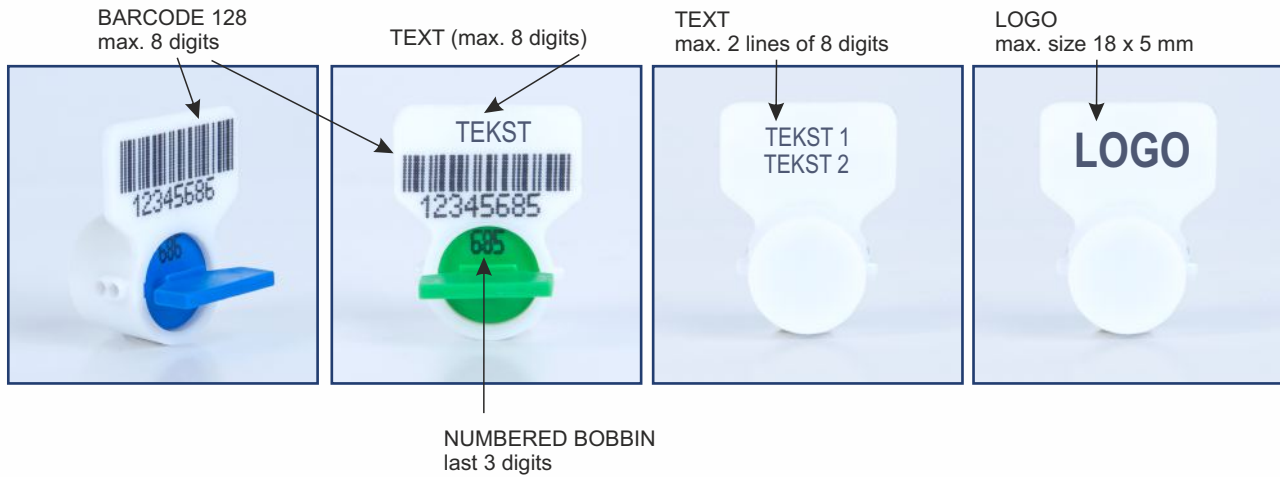 BARCODE 128
max. 8 digits
TEXT (max. 8 digits)
TEXT
max. 2 lines of 8 digits
LOGO
max. size 18 x 5 mm
12345686
686
TEKST
12345685
685
TEKST 1
TEKST 2
LOGO
NUMBERED BOBBIN
last 3 digits